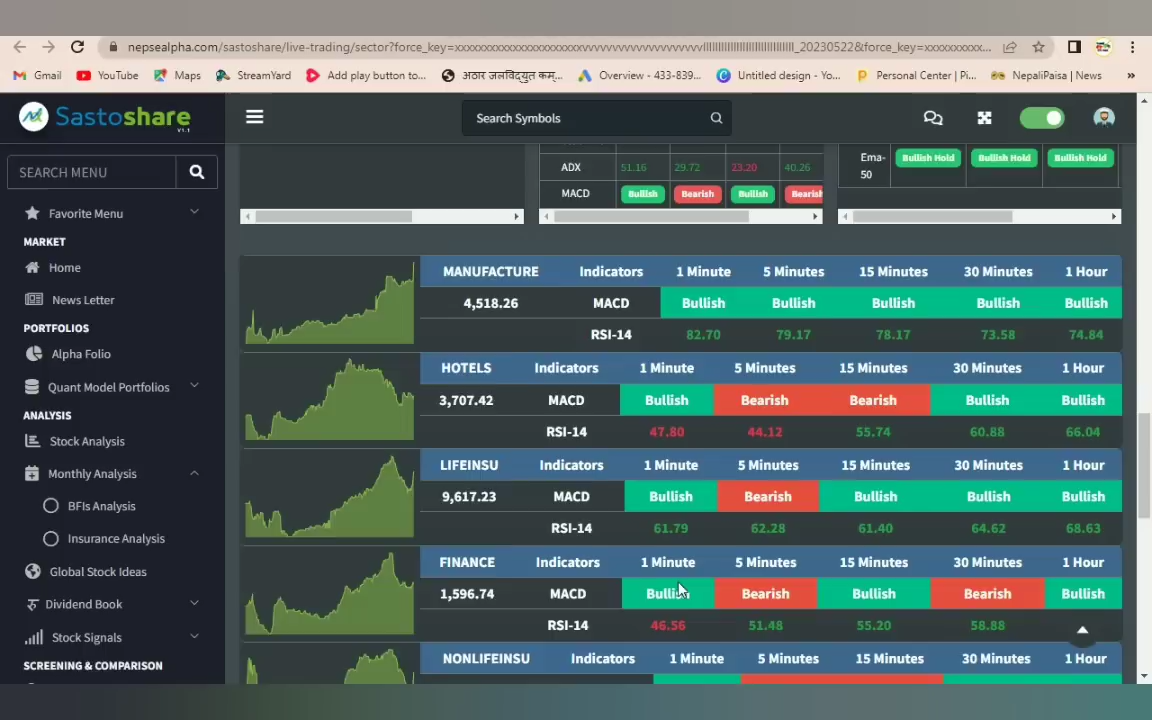 nepsealpha.com/sastoshare/live-trading/sector?force_key=xxxxxxxxxxxxxxxxxxxxxxxvvvvvvvvvvvvvvvvvvvvvlllllllllllllllllllllllllllll_20230522&force_key=xxxxxxxxxx...
Gmail YouTube Maps StreamYard Add play button to... अठार जलविद्युत कम्... Overview - 433-839... Untitled design - Yo... Personal Center | Pi... NepaliPaisa | News »
Sastoshare V1.1 Search Symbols
SEARCH MENU
Favorite Menu
MARKET
Home
News Letter
PORTFOLIOS
Alpha Folio
Quant Model Portfolios
ANALYSIS
Stock Analysis
Monthly Analysis
BFIs Analysis
Insurance Analysis
Global Stock Ideas
Dividend Book
Stock Signals
SCREENING & COMPARISON
ADX 51.16 29.72 23.20 40.26
MACD Bullish Bearish Bullish Bearish
Ema-50 Bullish Hold Bullish Hold Bullish Hold
MANUFACTURE Indicators 1 Minute 5 Minutes 15 Minutes 30 Minutes 1 Hour
4,518.26 MACD Bullish Bullish Bullish Bullish Bullish
RSI-14 82.70 79.17 78.17 73.58 74.84
HOTELS Indicators 1 Minute 5 Minutes 15 Minutes 30 Minutes 1 Hour
3,707.42 MACD Bullish Bearish Bearish Bullish Bullish
RSI-14 47.80 44.12 55.74 60.88 66.04
LIFEINSU Indicators 1 Minute 5 Minutes 15 Minutes 30 Minutes 1 Hour
9,617.23 MACD Bullish Bearish Bullish Bullish Bullish
RSI-14 61.79 62.28 61.40 64.62 68.63
FINANCE Indicators 1 Minute 5 Minutes 15 Minutes 30 Minutes 1 Hour
1,596.74 MACD Bullish Bearish Bullish Bearish Bullish
RSI-14 46.56 51.48 55.20 58.88
NONLIFEINSU Indicators 1 Minute 5 Minutes 15 Minutes 30 Minutes 1 Hour